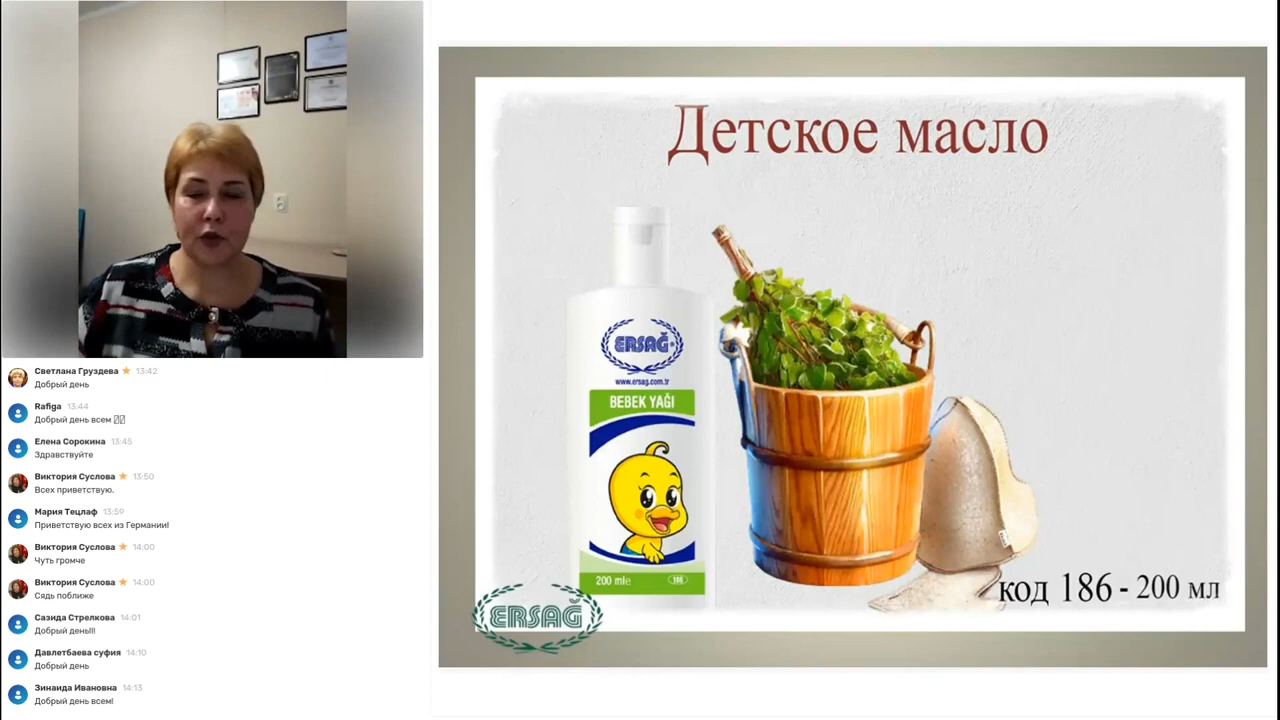 Светлана Груздева 13:42
Добрый день
Rafiga 13:44
Добрый день всем
Елена Сорокина 13:45
Здравствуйте
Виктория Суслова 13:50
Всех приветствую.
Мария Тецлаф 13:59
Приветствую всех из Германии!
Виктория Суслова 14:00
Чуть громче
Виктория Суслова 14:00
Сядь поближе
Сазида Стрелкова 14:01
Добрый день!!!
Давлетбаева суфия 14:10
Добрый день
Зинаида Ивановна 14:13
Добрый день всем!
Детское масло
ERSAĞ
www.ersag.com.tr
BEBEK YAĞI
200 mle
186
код 186 - 200 мл
ERSAĞ